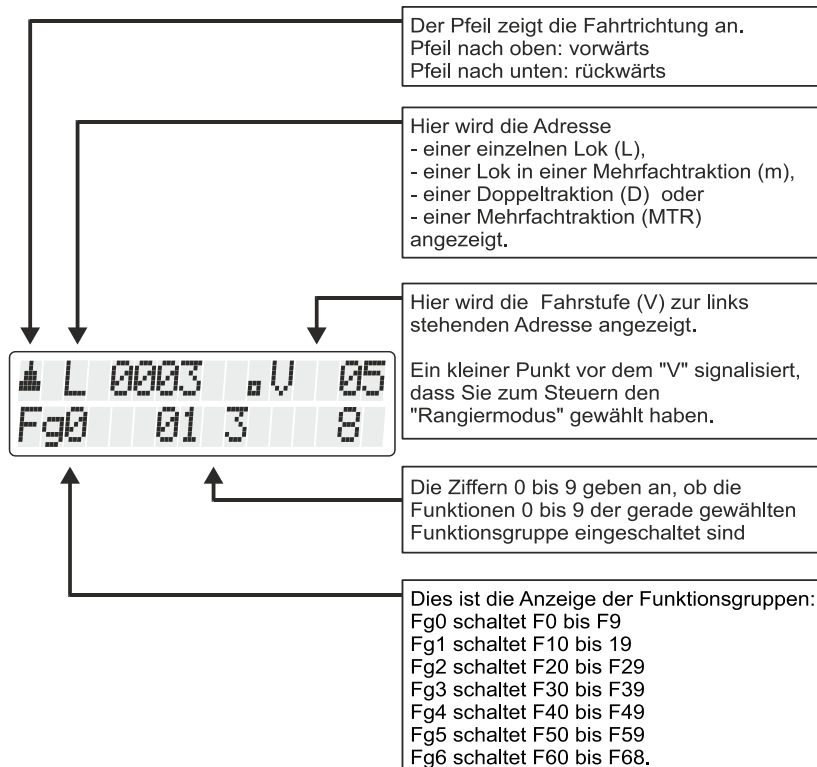 Der Pfeil zeigt die Fahrtrichtung an.
Pfeil nach oben: vorwärts
Pfeil nach unten: rückwärts
Hier wird die Adresse
- einer einzelnen Lok (L),
- einer Lok in einer Mehrfachtraktion (m),
- einer Doppeltraktion (D) oder
- einer Mehrfachtraktion (MTR)
angezeigt.
Hier wird die Fahrstufe (V) zur links
stehenden Adresse angezeigt.
Ein kleiner Punkt vor dem "V" signalisiert,
dass Sie zum Steuern den
"Rangiermodus" gewählt haben.
L 0003 .V 05
Fg0 01 3 8
Die Ziffern 0 bis 9 geben an, ob die
Funktionen 0 bis 9 der gerade gewählten
Funktionsgruppe eingeschaltet sind
Dies ist die Anzeige der Funktionsgruppen:
Fg0 schaltet F0 bis F9
Fg1 schaltet F10 bis 19
Fg2 schaltet F20 bis F29
Fg3 schaltet F30 bis F39
Fg4 schaltet F40 bis F49
Fg5 schaltet F50 bis F59
Fg6 schaltet F60 bis F68.